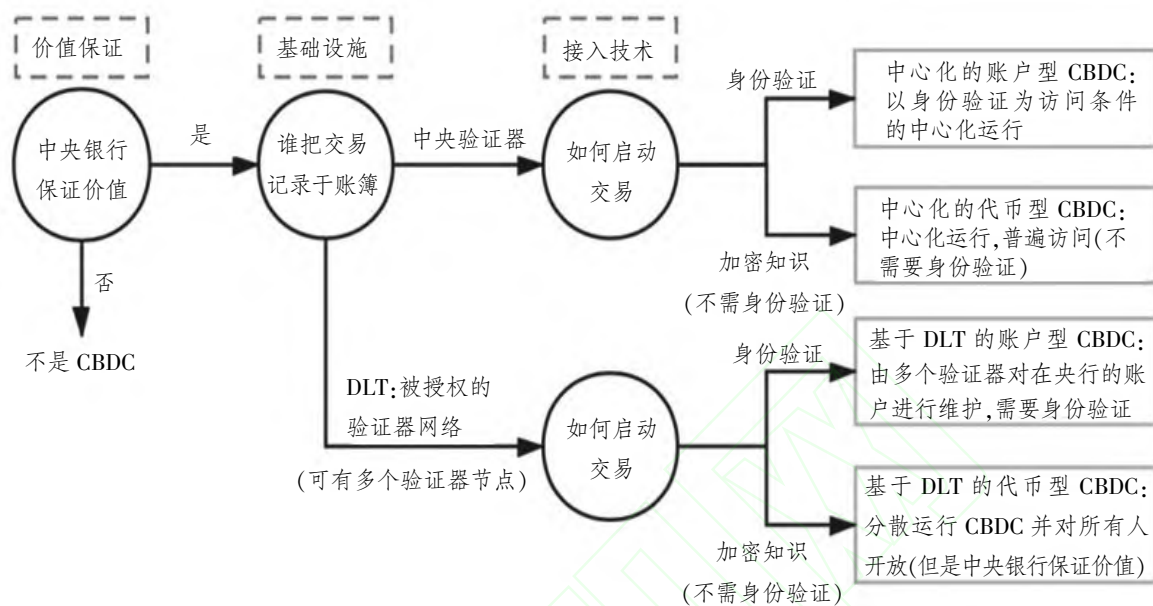 价值保证
基础设施
接入技术
中央银行
保证价值
是
否
不是 CBDC
谁把交易
记录于账簿
中央验证器
如何启动
交易
身份验证
中心化的账户型 CBDC:
以身份验证为访问条件
的中心化运行
加密知识
(不需身份验证)
中心化的代币型 CBDC:
中心化运行,普遍访问(不
需要身份验证)
DLT:被授权的
验证器网络
(可有多个验证器节点)
如何启动
交易
身份验证
基于 DLT 的账户型 CBDC:
由多个验证器对在央行的账
户进行维护,需要身份验证
加密知识
(不需身份验证)
基于 DLT 的代币型 CBDC:
分散运行 CBDC 并对所有人
开放(但是中央银行保证价值)